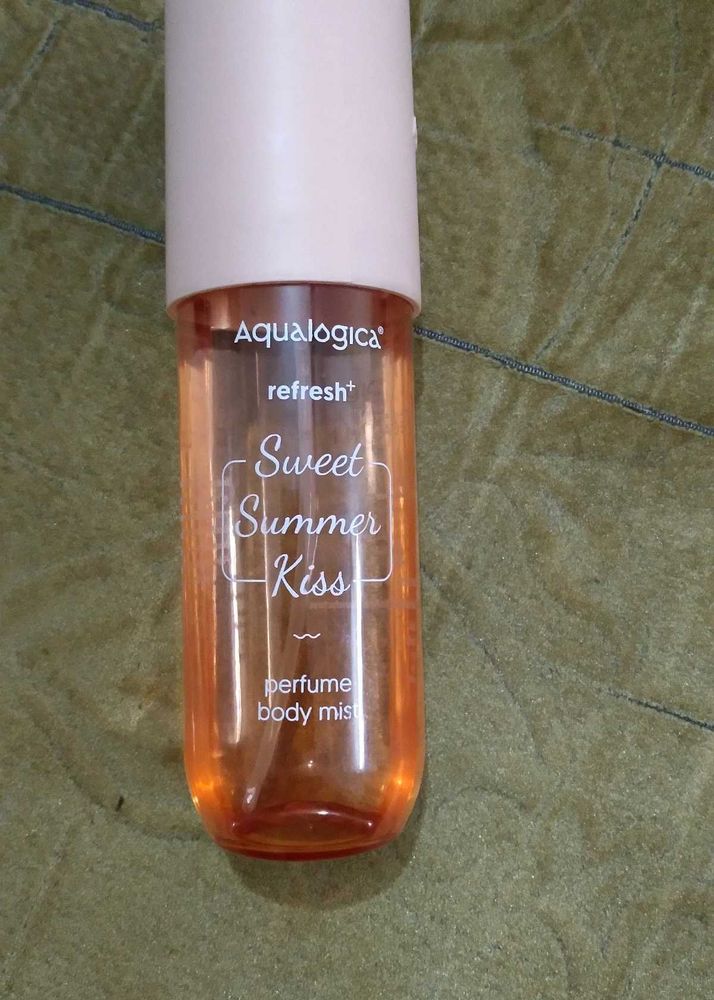 Aqualogica®
refresh+
Sweet
Summer
Kiss
perfume
body mist